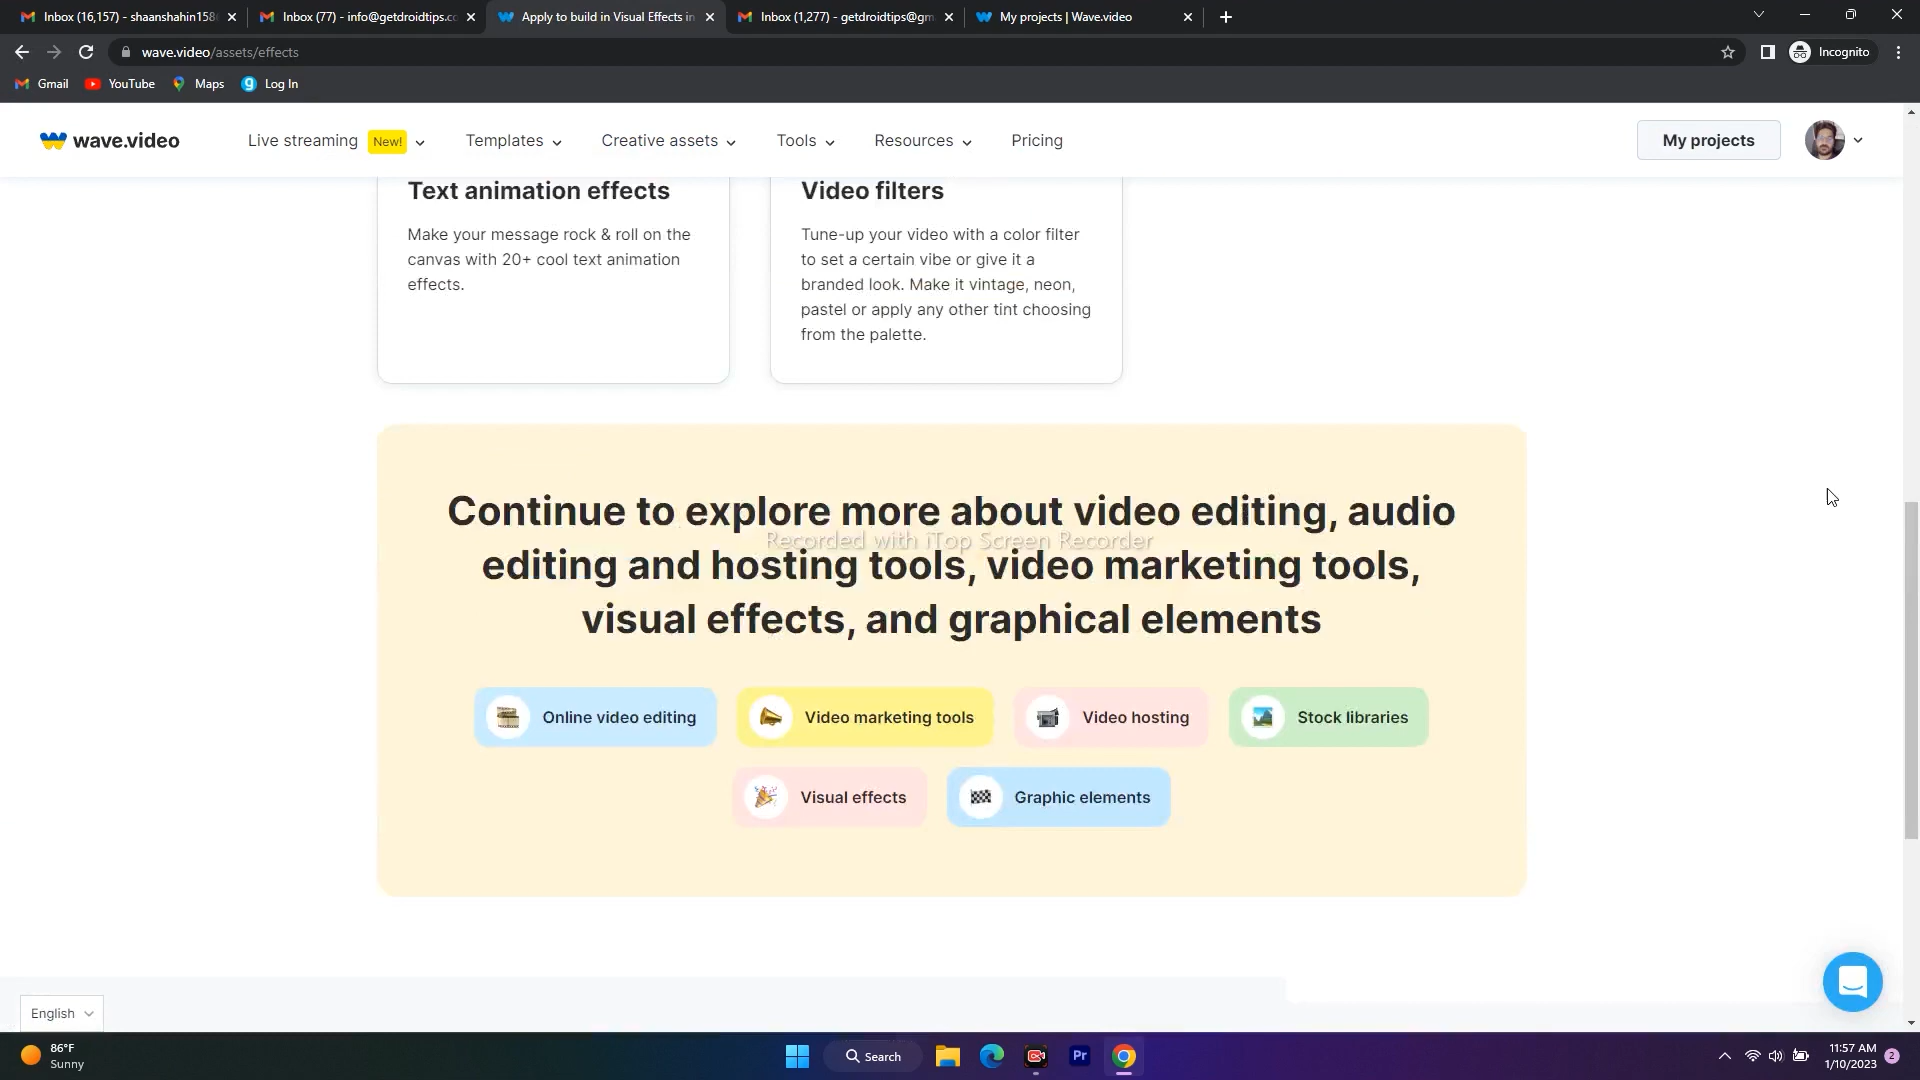 Inbox (16,157) - shaanshahin158
Inbox (77) - info@getdroidtips.co
Apply to build in Visual Effects in
Inbox (1,277) - getdroidtips@gm
My projects | Wave.video
wave.video/assets/effects
Incognito
Gmail
YouTube
Maps
Log In
wave.video
Live streaming New!
Templates
Creative assets
Tools
Resources
Pricing
My projects
Text animation effects
Make your message rock & roll on the
canvas with 20+ cool text animation
effects.
Video filters
Tune-up your video with a color filter
to set a certain vibe or give it a
branded look. Make it vintage, neon,
pastel or apply any other tint choosing
from the palette.
Continue to explore more about video editing, audio
editing and hosting tools, video marketing tools,
visual effects, and graphical elements
Recorded with iTop Screen Recorder
Online video editing
Video marketing tools
Video hosting
Stock libraries
Visual effects
Graphic elements
English
86°F
Sunny
Search
Pr
11:57 AM
1/10/2023
2